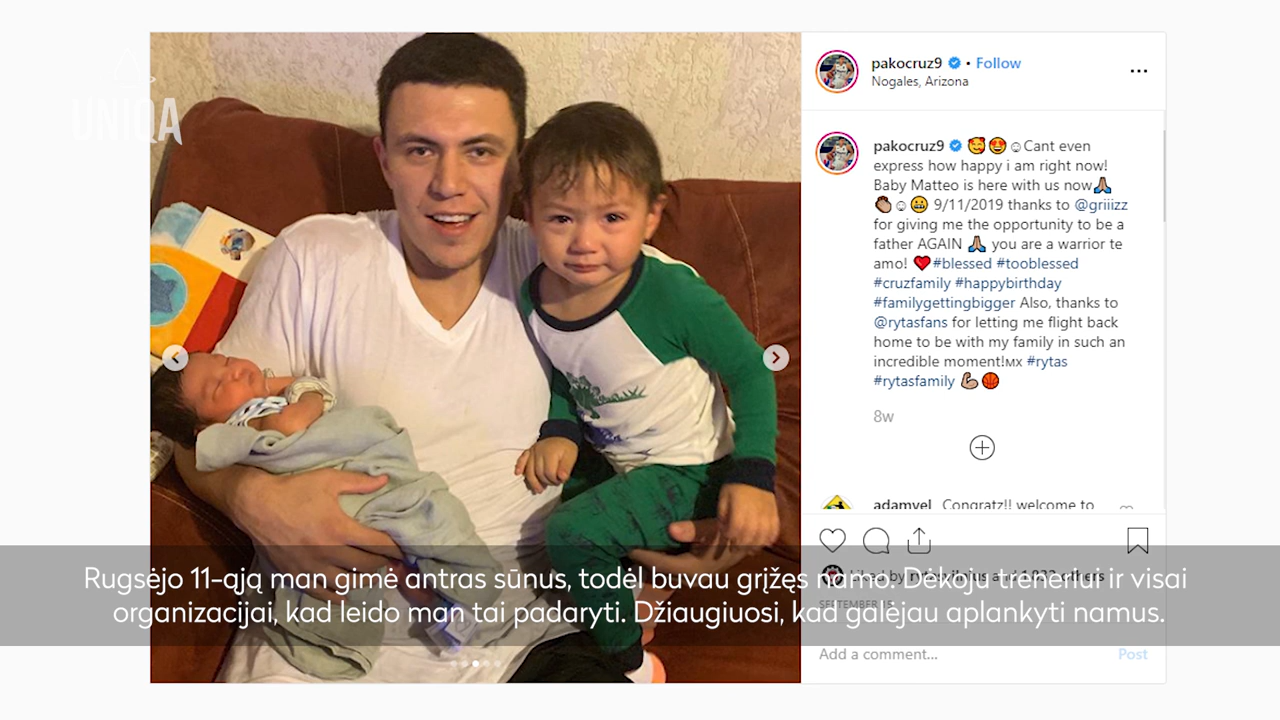 UNIQA
pakocruz9 • Follow
Nogales, Arizona
pakocruz9 🥰😍☺Cant even
express how happy i am right now!
Baby Matteo is here with us now🙏🏽
👏🏽☺😀 9/11/2019 thanks to @griiizz
for giving me the opportunity to be a
father AGAIN 🙏🏽 you are a warrior te
amo! ❤#blessed #tooblessed
#cruzfamily #happybirthday
#familygettingbigger Also, thanks to
@rytasfans for letting me flight back
home to be with my family in such an
incredible moment!ᴍx #rytas
#rytasfamily 💪🏽🏀
8w
adamvel Congratz!! welcome to
Rugsėjo 11-ąją man gimė antras sūnus, todėl buvau grįžęs namo. Dėkoju treneriui ir visai
organizacijai, kad leido man tai padaryti. Džiaugiuosi, kad galėjau aplankyti namus.
Add a comment...
Post